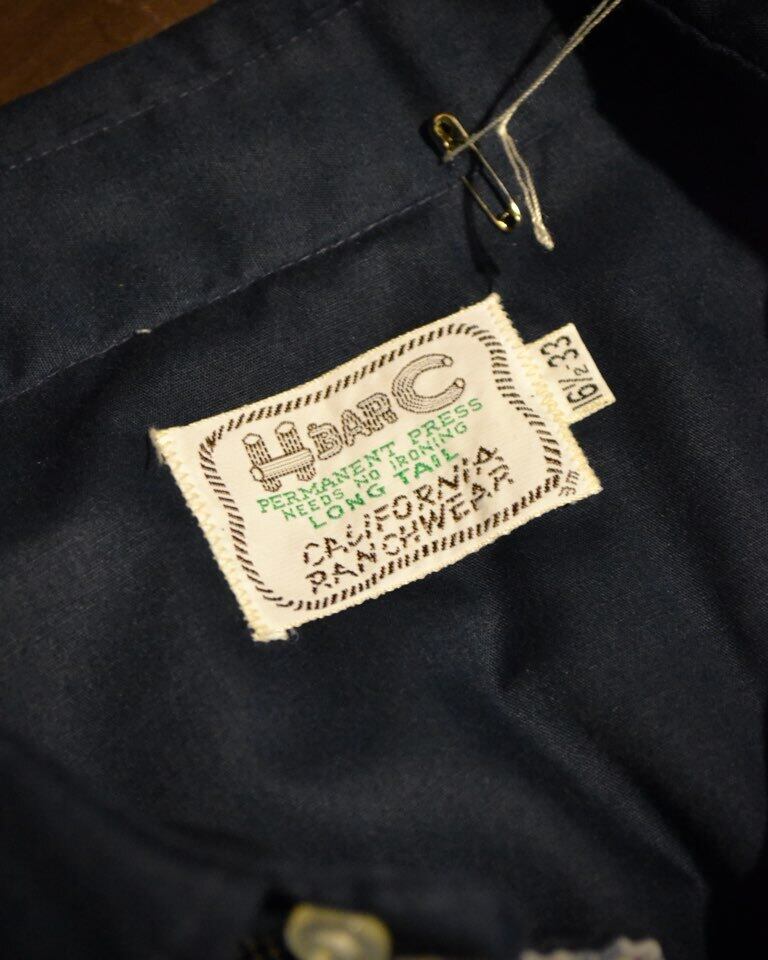 H BAR C
PERMANENT PRESS
NEEDS NO IRONING
LONG TAIL
CALIFORNIA
RANCHWEAR
16½-33